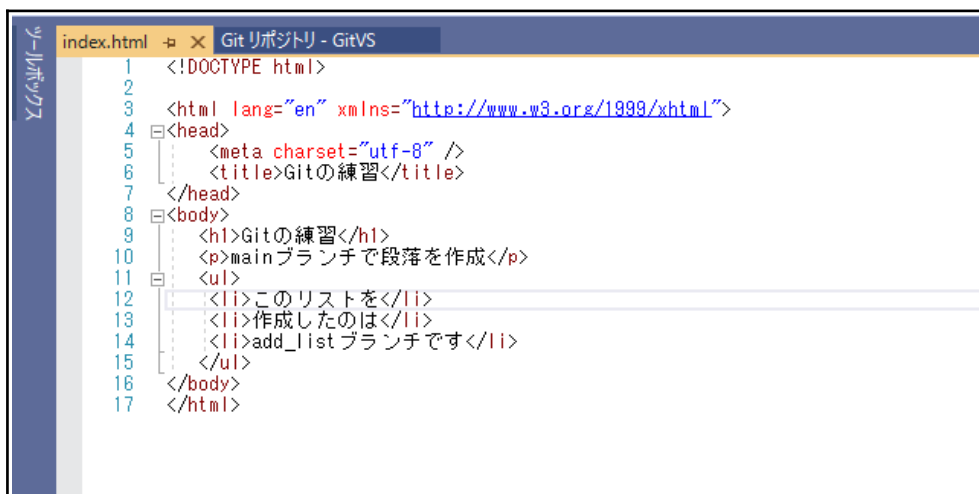 ツールボックス
index.html Git リポジトリ - GitVS
1 <!DOCTYPE html>
2
3 <html lang="en" xmlns="http://www.w3.org/1999/xhtml">
4 <head>
5 <meta charset="utf-8" />
6 <title>Gitの練習</title>
7 </head>
8 <body>
9 <h1>Gitの練習</h1>
10 <p>mainブランチで段落を作成</p>
11 <ul>
12 <li>このリストを</li>
13 <li>作成したのは</li>
14 <li>add_listブランチです</li>
15 </ul>
16 </body>
17 </html>